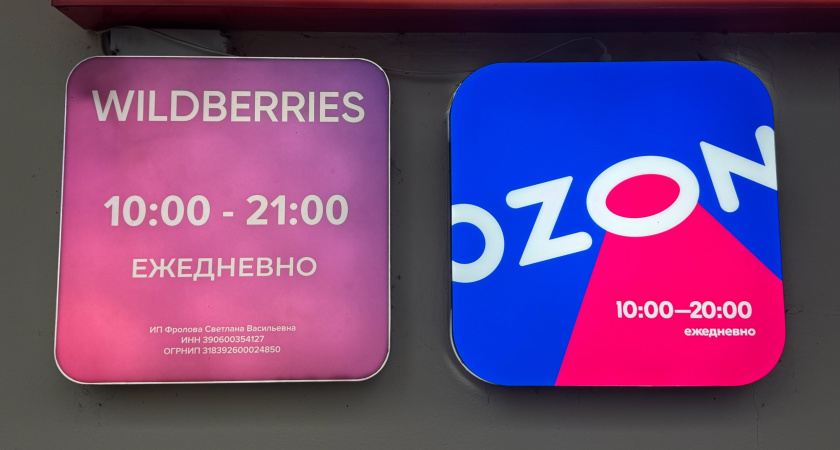 WILDBERRIES
10:00 - 21:00
ЕЖЕДНЕВНО
ИП Фролова Светлана Васильевна
ИНН 390600354127
ОГРНИП 318392600024850
OZON
10:00—20:00
ежедневно